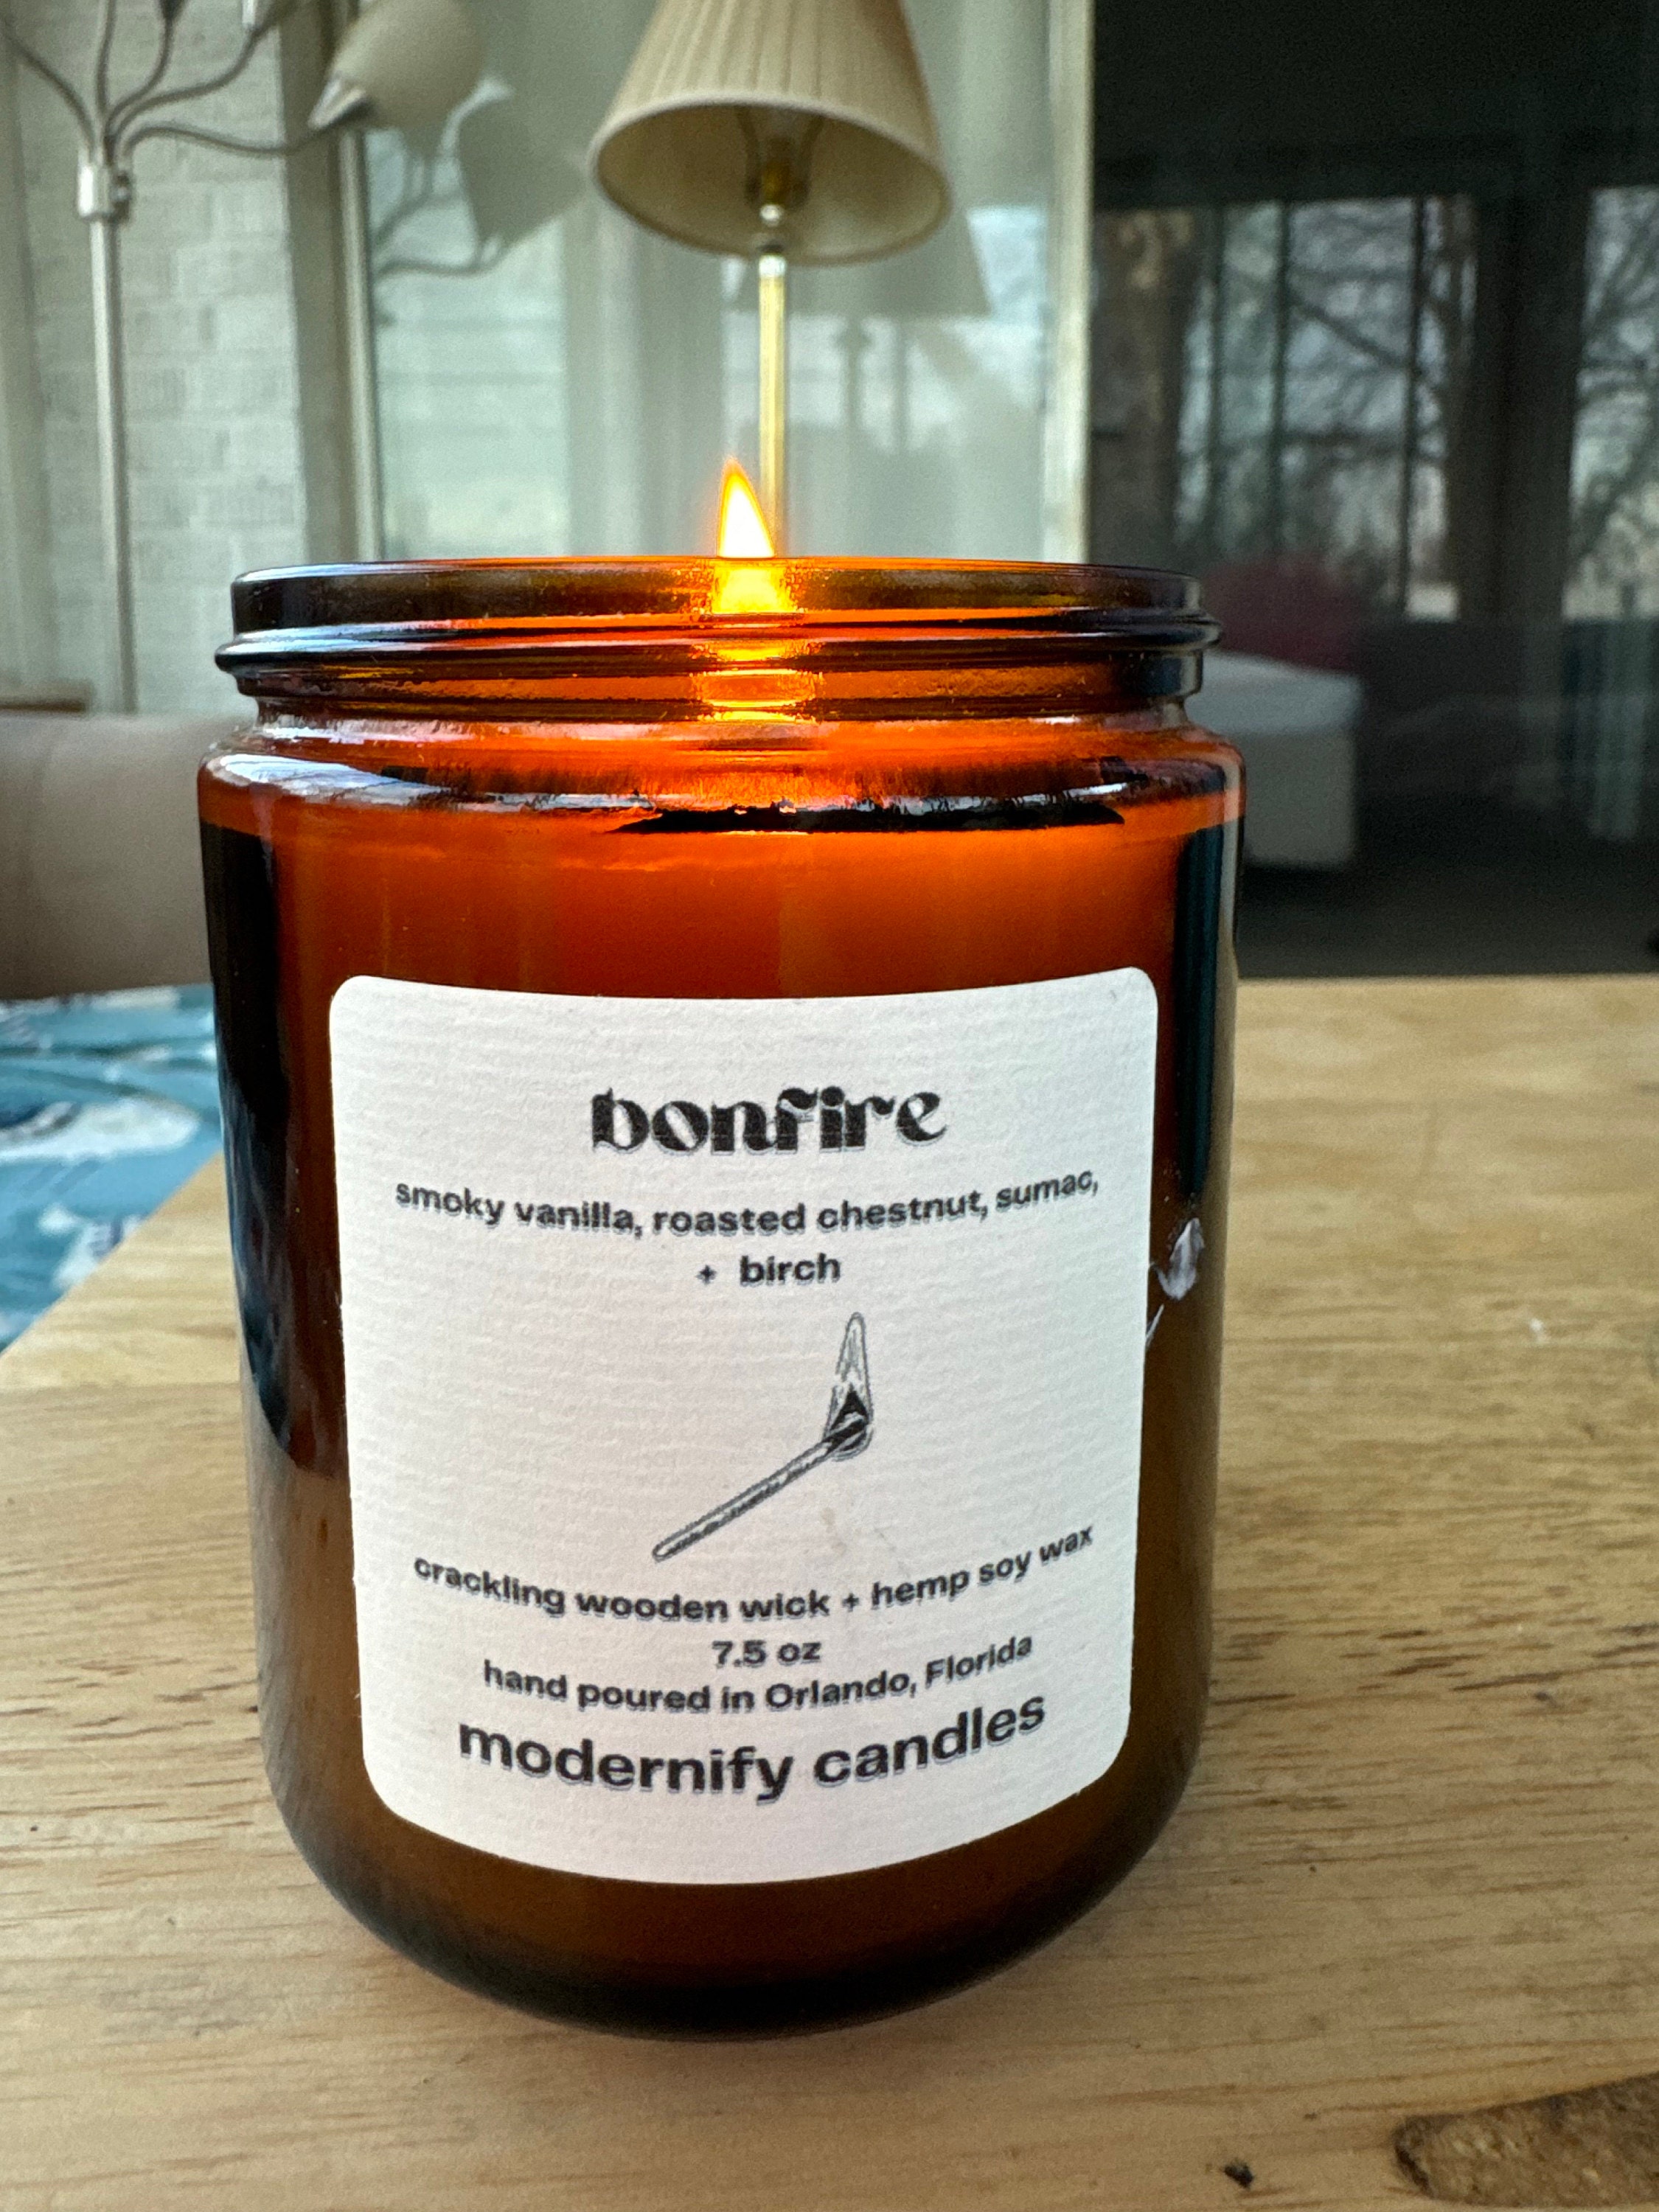 bonfire
smoky vanilla, roasted chestnut, sumac,
+ birch
crackling wooden wick + hemp soy wax
7.5 oz
hand poured in Orlando, Florida
modernify candles